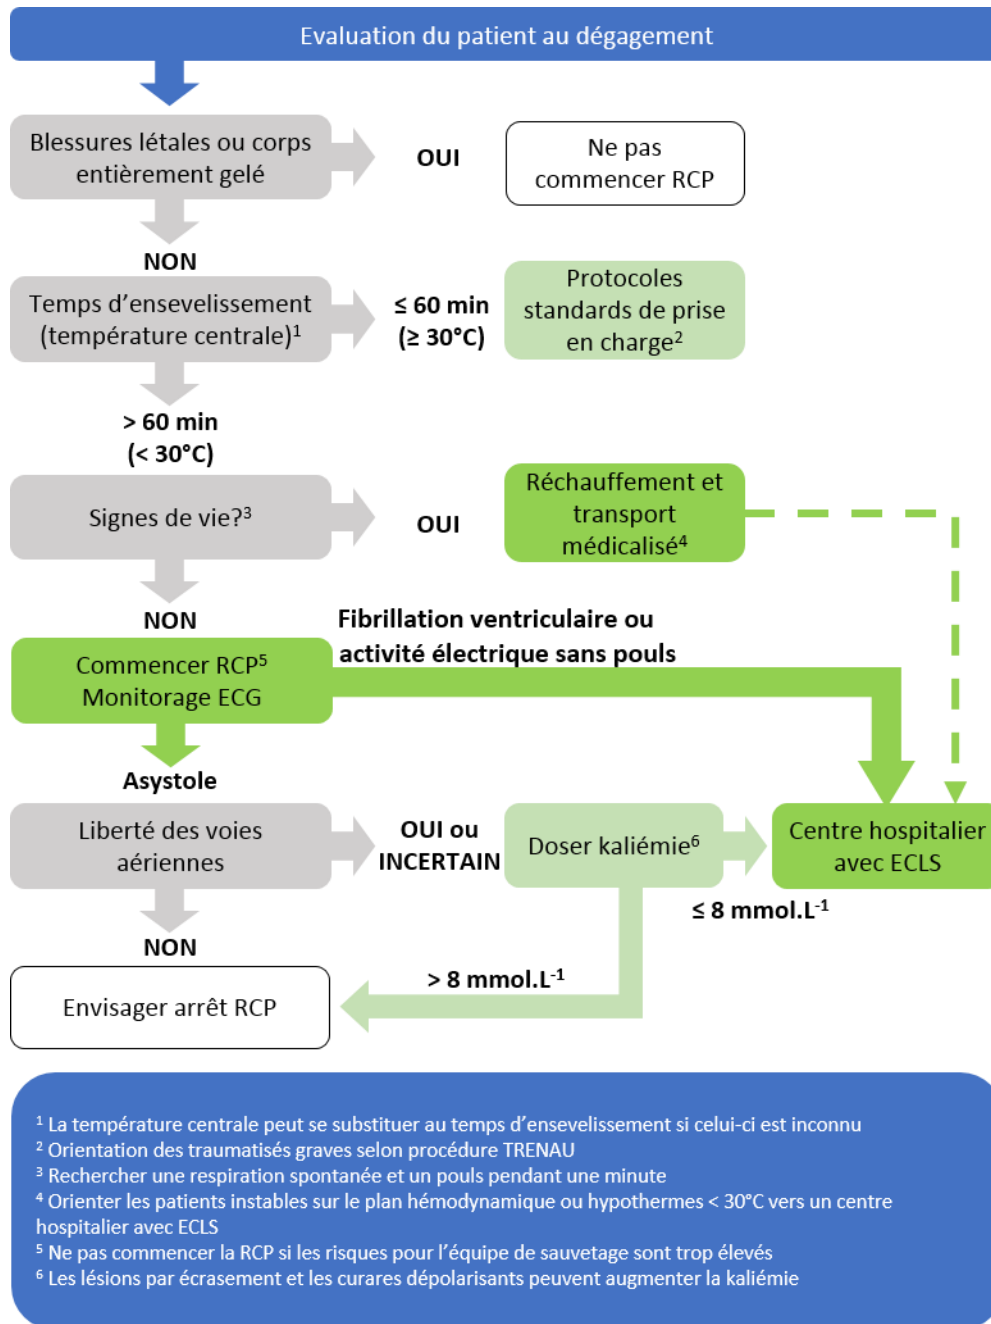 Evaluation du patient au dégagement
Blessures létales ou corps
entièrement gelé
OUI
Ne pas
commencer RCP
NON
Temps d'ensevelissement
(température centrale)¹
≤ 60 min
(≥ 30°C)
Protocoles
standards de prise
en charge²
> 60 min
(< 30°C)
Signes de vie?³
OUI
Réchauffement et
transport
médicalisé⁴
NON
Fibrillation ventriculaire ou
activité électrique sans pouls
Commencer RCP⁵
Monitorage ECG
Asystole
Liberté des voies
aériennes
OUI ou
INCERTAIN
Doser kaliémie⁶
Centre hospitalier
avec ECLS
≤ 8 mmol.L⁻¹
NON
> 8 mmol.L⁻¹
Envisager arrêt RCP
¹ La température centrale peut se substituer au temps d'ensevelissement si celui-ci est inconnu
² Orientation des traumatisés graves selon procédure TRENAU
³ Rechercher une respiration spontanée et un pouls pendant une minute
⁴ Orienter les patients instables sur le plan hémodynamique ou hypothermes < 30°C vers un centre
hospitalier avec ECLS
⁵ Ne pas commencer la RCP si les risques pour l'équipe de sauvetage sont trop élevés
⁶ Les lésions par écrasement et les curares dépolarisants peuvent augmenter la kaliémie